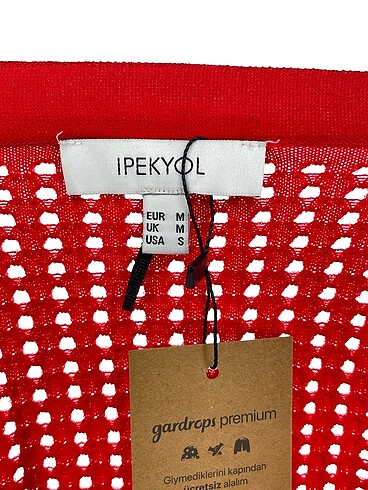 IPEKYOL
EUR M
UK M
USA S
gardrops premium
Giymediklerini kapından
ücretsiz alalım